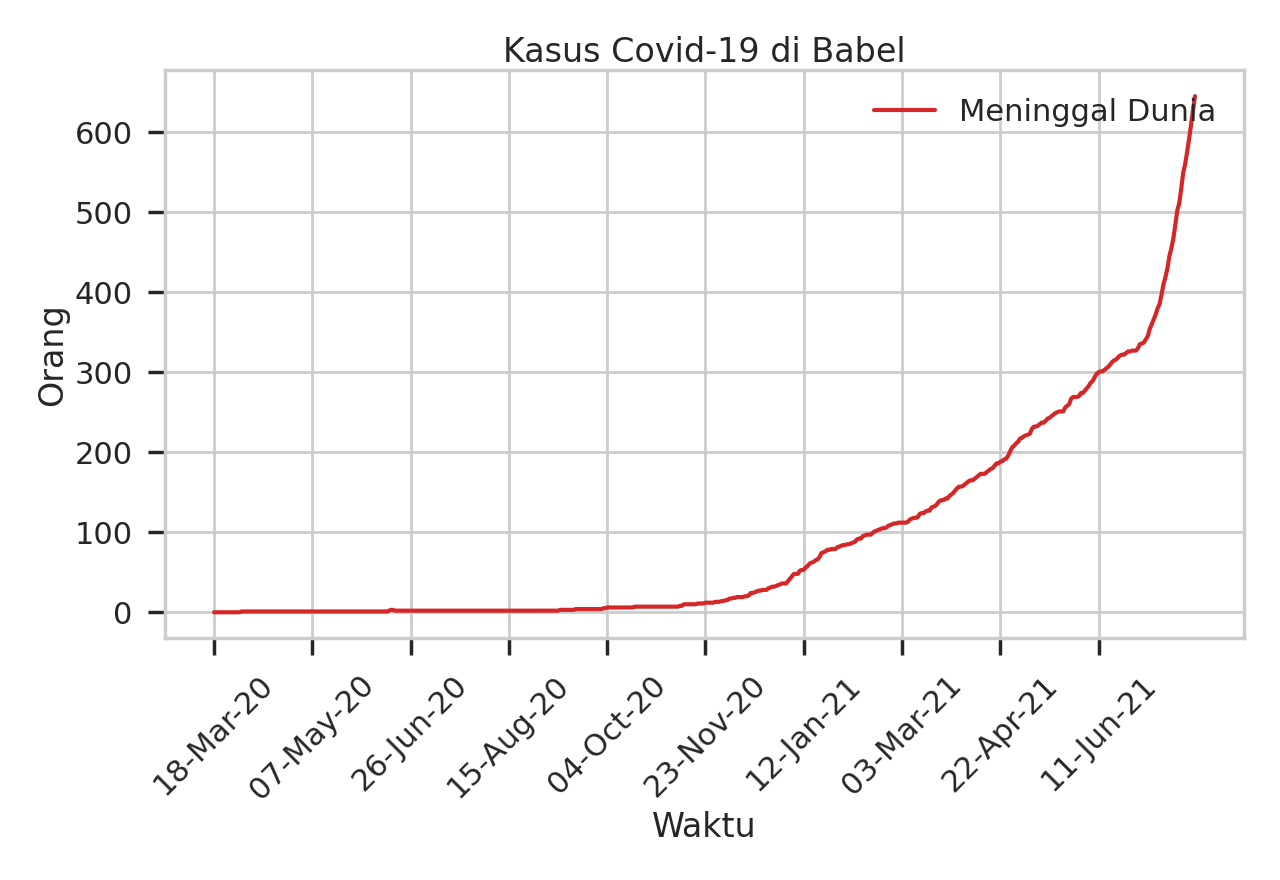 Kasus Covid-19 di Babel
Meninggal Dunia
600
500
400
300
200
100
0
Orang
18-Mar-20
07-May-20
26-Jun-20
15-Aug-20
04-Oct-20
23-Nov-20
12-Jan-21
03-Mar-21
22-Apr-21
11-Jun-21
Waktu